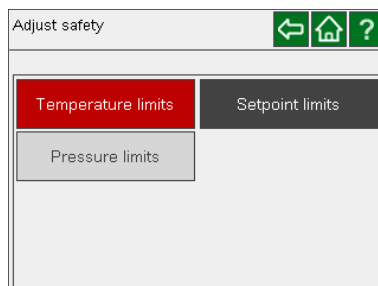 Adjust safety
?
Temperature limits
Setpoint limits
Pressure limits